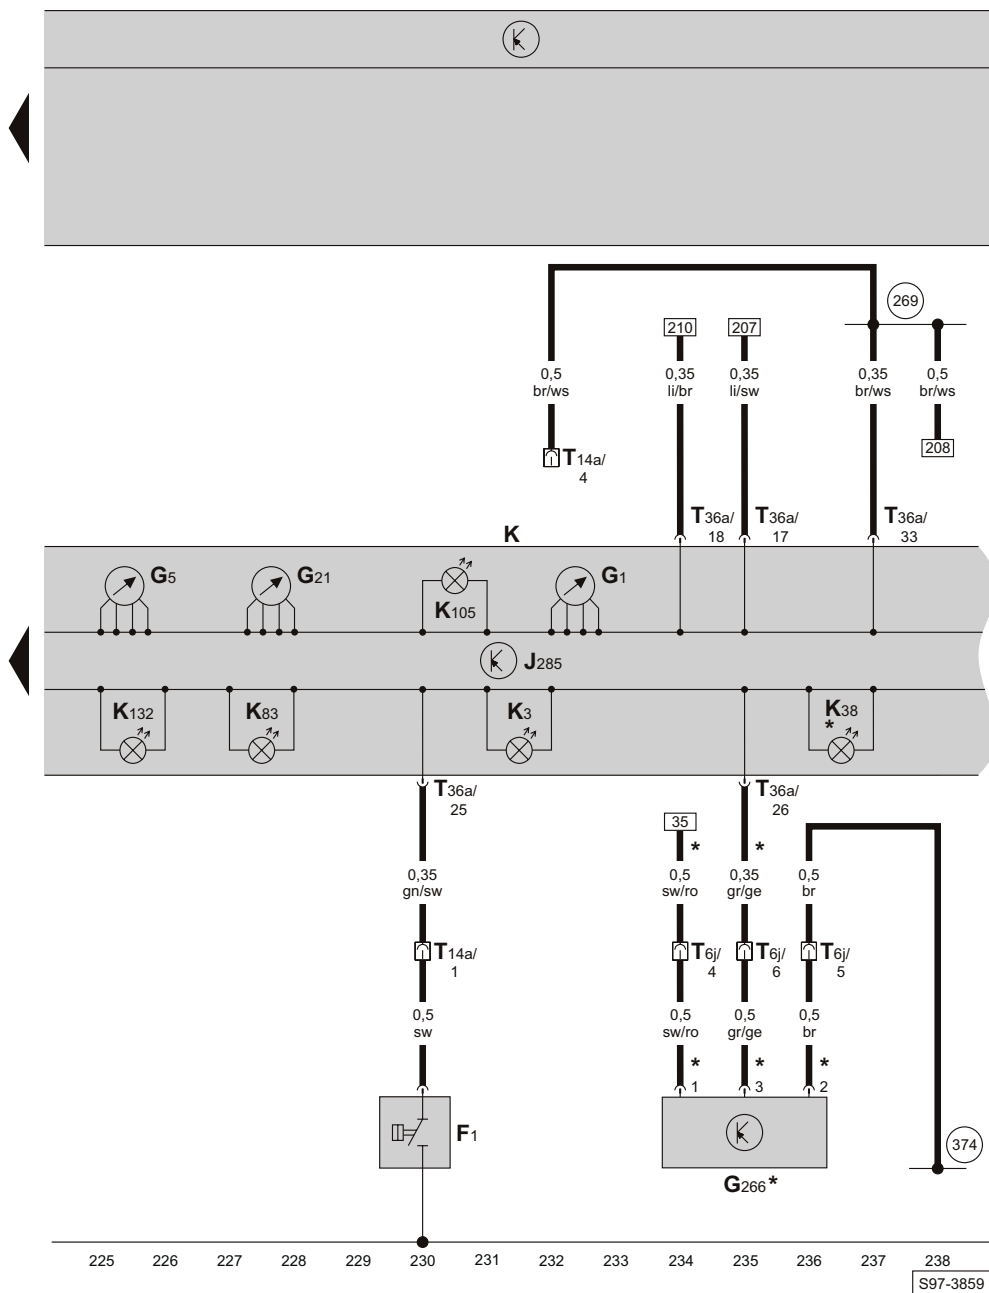 269
210
207
0,5
br/ws
0,35
li/br
0,35
li/sw
0,35
br/ws
0,5
br/ws
T14a/
4
208
K
T36a/
18
T36a/
17
T36a/
33
G5
G21
K105
G1
J285
K132
K83
K3
K38
*
T36a/
25
T36a/
26
35
*
*
0,35
gn/sw
0,5
sw/ro
0,35
gr/ge
0,5
br
T14a/
1
T6j/
4
T6j/
6
T6j/
5
0,5
sw
0,5
sw/ro
0,5
gr/ge
0,5
br
*
*
*
1
3
2
F1
374
G266*
225 226 227 228 229 230 231 232 233 234 235 236 237 238
S97-3859